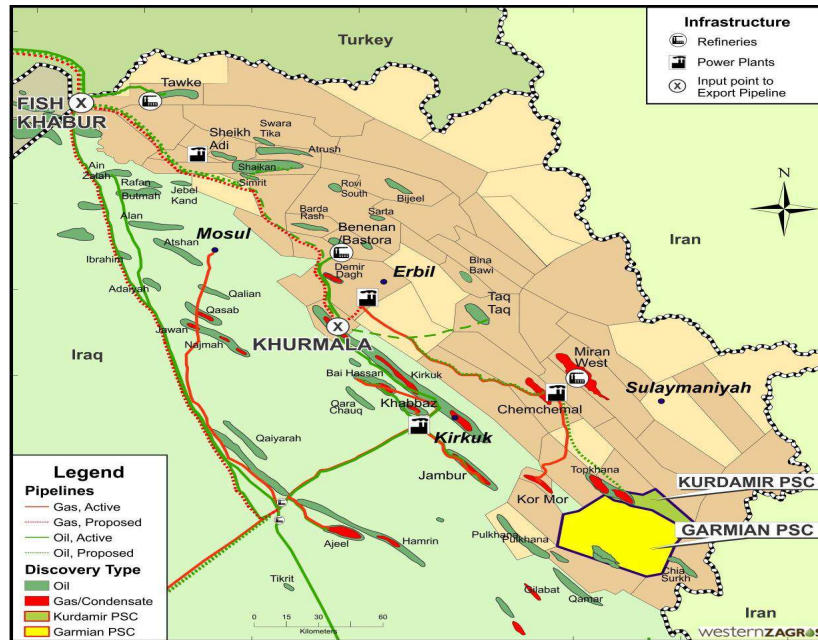 Infrastructure
Refineries
Power Plants
X Input point to
Export Pipeline
Turkey
Tawke
X
FISH
KHABUR
Swara
Tika
Sheikh
Adi
Atrush
Ain
Zalah
Rafan
Butmah
Jebel
Kand
Shaikan
Simrit
Rovi
South
Bijeel
N
Alan
Barda
Rash
Sarta
Mosul
Atshan
Benenan
/Bastora
Iran
Ibrahim
Demir
Dagh
Erbil
Bina
Bawi
Adaiyah
Qalian
Qasab
Taq
Taq
Jawan
Najmah
X
KHURMALA
Iraq
Miran
West
Bai Hassan
Kirkuk
Sulaymaniyah
Qara
Chauq
Khabbaz
Chemchemal
Qaiyarah
Kirkuk
Jambur
Topkhana
KURDAMIR PSC
Kor Mor
GARMIAN PSC
Pulkhana
Pulkhana
Ajeel
Hamrin
Chia
Surkh
Tikrit
Gilabat
Qamar
Iran
0 10 20 40 60 80
Kilometers
Legend
Pipelines
Gas, Active
Gas, Proposed
Oil, Active
Oil, Proposed
Discovery Type
Oil
Gas/Condensate
Kurdamir PSC
Garmian PSC
westernZAGROS